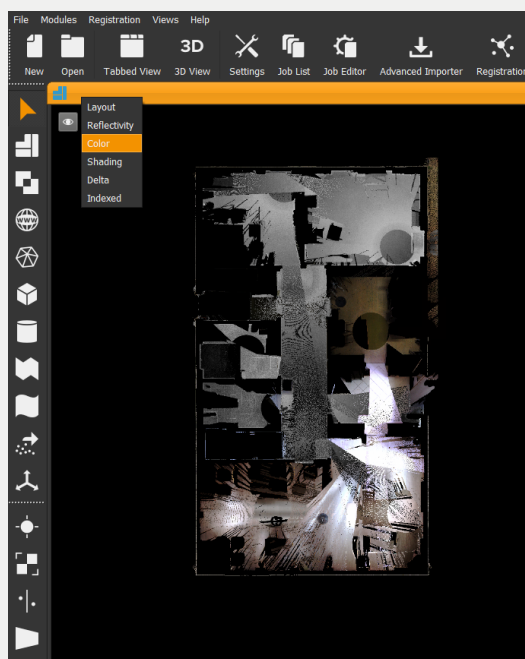 File Modules Registration Views Help
3D
New Open Tabbed View 3D View Settings Job List Job Editor Advanced Importer Registration
Layout
Reflectivity
Color
Shading
Delta
Indexed
WWW